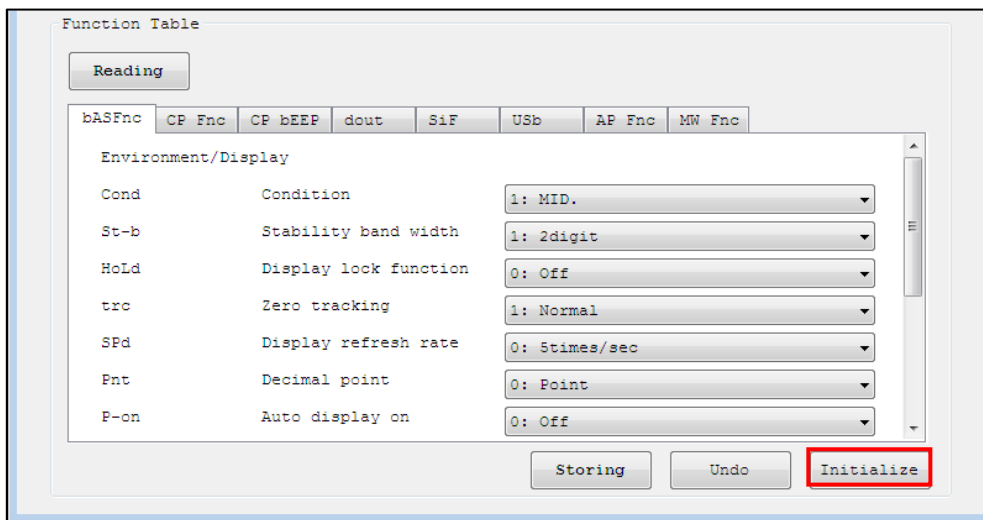 Function Table
Reading
bASFnc CP Fnc CP bEEP dout SiF USb AP Fnc MW Fnc
Environment/Display
Cond Condition 1: MID.
St-b Stability band width 1: 2digit
HoLd Display lock function 0: Off
trc Zero tracking 1: Normal
SPd Display refresh rate 0: 5times/sec
Pnt Decimal point 0: Point
P-on Auto display on 0: Off
Storing Undo Initialize